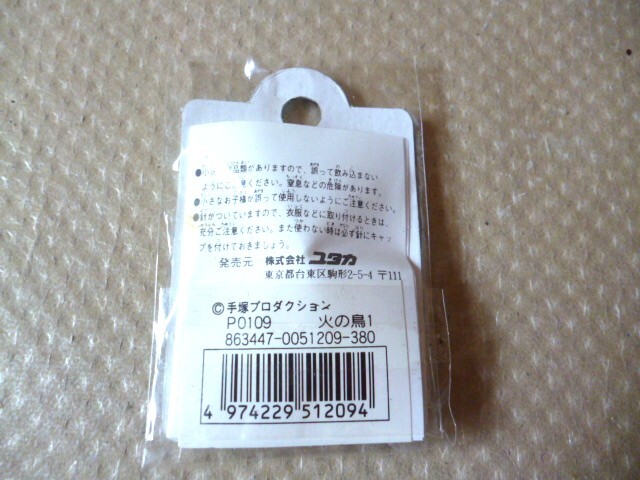 品類がありますので、誤って飲み込まない
ようにご注意ください。窒息などの危険があります。
●小さなお子様が誤って使用しないようにご注意ください。
●針がついていますので、衣服などに取り付けるときは、
充分ご注意ください。また使わない時は必ず針にキャッ
プを付けておきましょう。
発売元 株式会社 ユタカ
東京都台東区駒形2-5-4 〒111
©手塚プロダクション
P0109 火の鳥1
863447-0051209-380
4 974229 512094